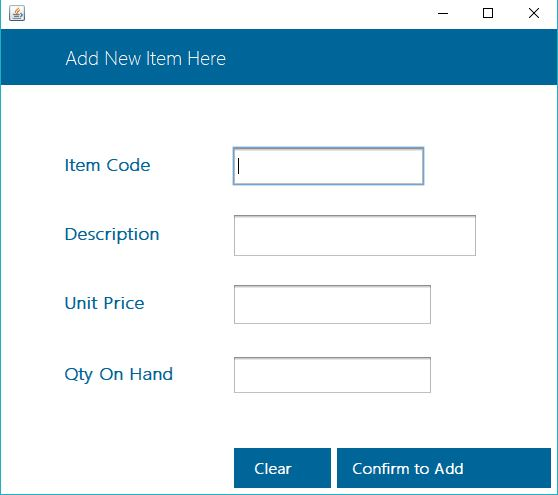 Add New Item Here
Item Code
Description
Unit Price
Qty On Hand
Clear
Confirm to Add